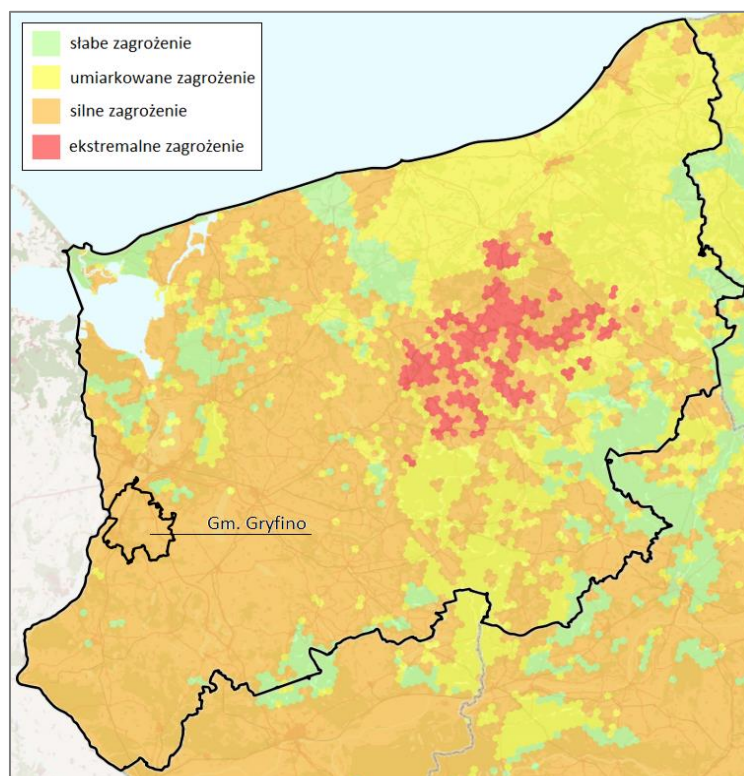 słabe zagrożenie
umiarkowane zagrożenie
silne zagrożenie
ekstremalne zagrożenie
Gm. Gryfino